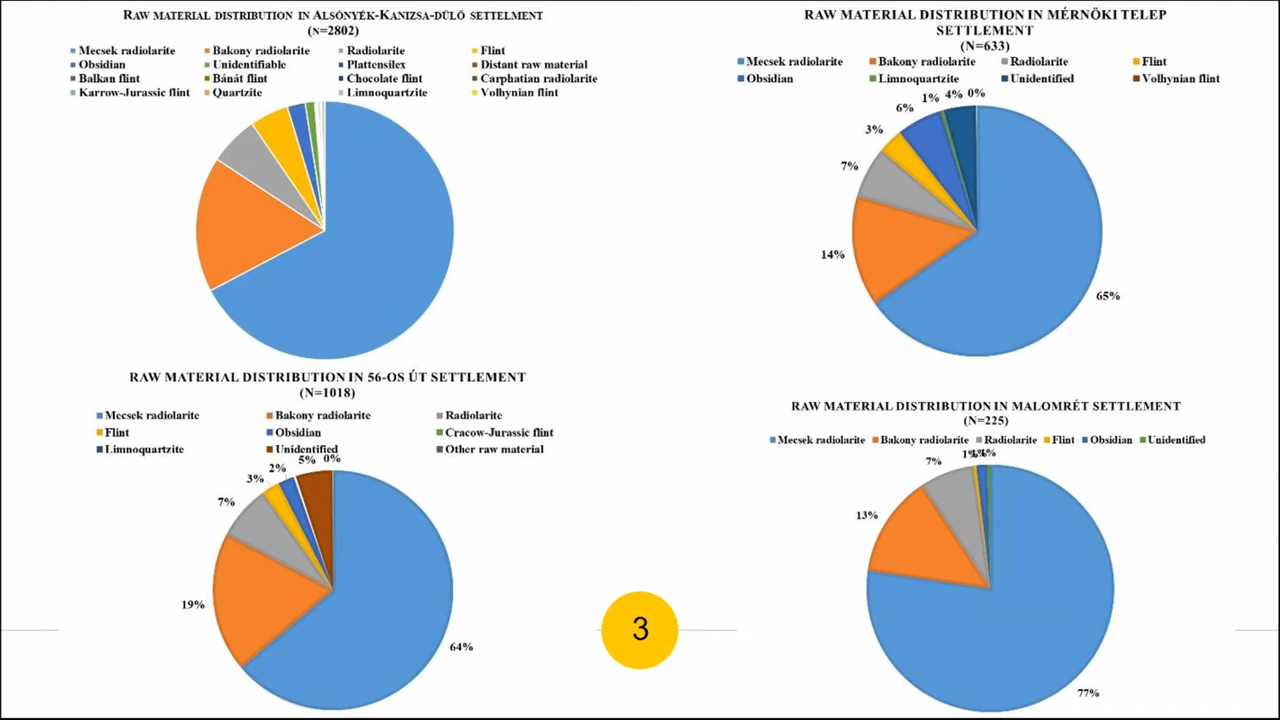 RAW MATERIAL DISTRIBUTION IN ALSÓNYÉK-KANIZSA-DŰLŐ SETTELMENT
(N=2802)
Mecsek radiolarite Bakony radiolarite Radiolarite Flint
Obsidian Unidentifiable Plattensilex Distant raw material
Balkan flint Bánát flint Chocolate flint Carphatian radiolarite
Karrow-Jurassic flint Quartzite Limnoquartzite Volhynian flint
RAW MATERIAL DISTRIBUTION IN MÉRNÖKI TELEP
SETTLEMENT
(N=633)
Mecsek radiolarite Bakony radiolarite Radiolarite Flint
Obsidian Limnoquartzite Unidentified Volhynian flint
6% 1% 4% 0%
3%
7%
14%
65%
RAW MATERIAL DISTRIBUTION IN 56-OS ÚT SETTLEMENT
(N=1018)
Mecsek radiolarite Bakony radiolarite Radiolarite
Flint Obsidian Cracow-Jurassic flint
Limnoquartzite Unidentified Other raw material
3% 2% 5% 0%
7%
19%
64%
3
RAW MATERIAL DISTRIBUTION IN MALOMRÉT SETTLEMENT
(N=225)
Mecsek radiolarite Bakony radiolarite Radiolarite Flint Obsidian Unidentified
7% 1%
13%
77%